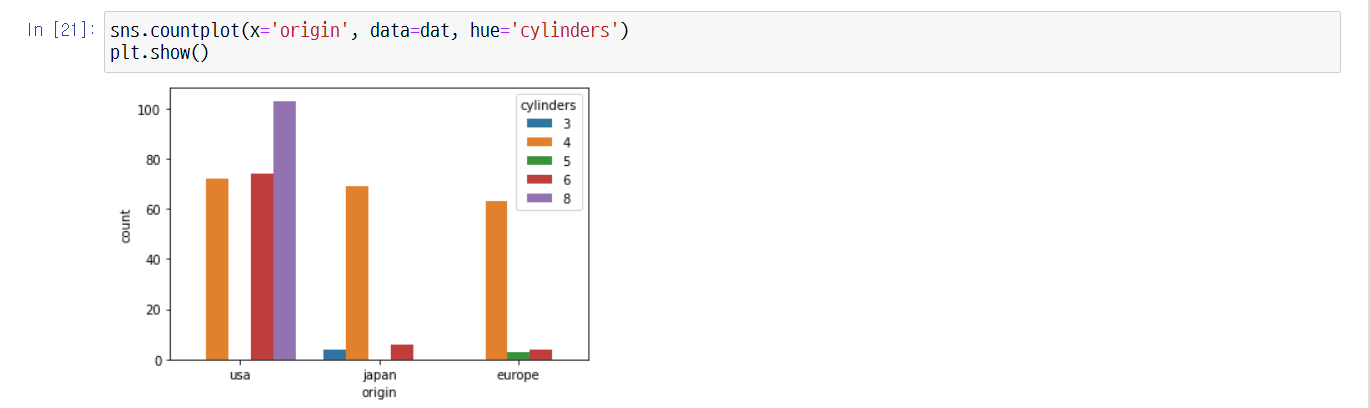 In [21]:
sns.countplot(x='origin', data=dat, hue='cylinders')
plt.show()
cylinders
3
4
5
6
8
100
80
60
40
20
0
count
usa japan europe
origin